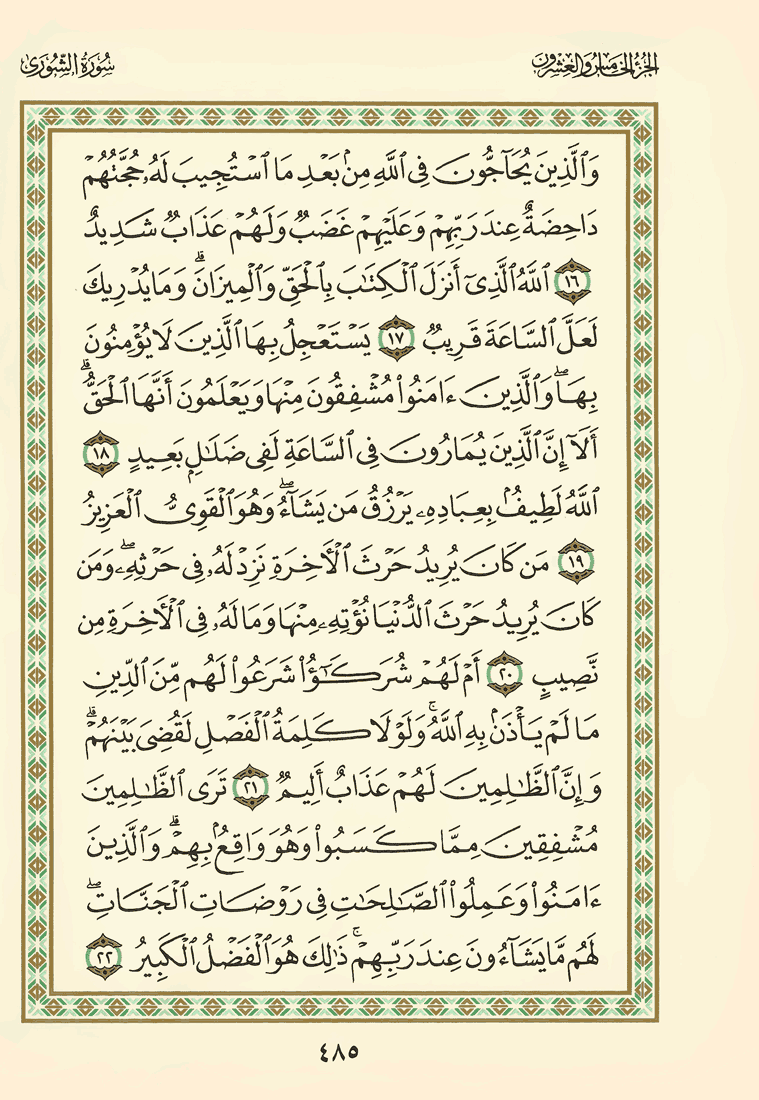 الجزء الخامس والعشرون
سورة الشورى
وَٱلَّذِينَ يُحَآجُّونَ فِى ٱللَّهِ مِنۢ بَعْدِ مَا ٱسْتُجِيبَ لَهُۥ حُجَّتُهُمْ
دَاحِضَةٌ عِندَ رَبِّهِمْ وَعَلَيْهِمْ غَضَبٌ وَلَهُمْ عَذَابٌ شَدِيدٌ
١٦ ٱللَّهُ ٱلَّذِىٓ أَنزَلَ ٱلْكِتَٰبَ بِٱلْحَقِّ وَٱلْمِيزَانَ ۗ وَمَا يُدْرِيكَ
لَعَلَّ ٱلسَّاعَةَ قَرِيبٌ ١٧ يَسْتَعْجِلُ بِهَا ٱلَّذِينَ لَا يُؤْمِنُونَ
بِهَا ۖ وَٱلَّذِينَ ءَامَنُوا۟ مُشْفِقُونَ مِنْهَا وَيَعْلَمُونَ أَنَّهَا ٱلْحَقُّ ۗ
أَلَآ إِنَّ ٱلَّذِينَ يُمَارُونَ فِى ٱلسَّاعَةِ لَفِى ضَلَٰلٍۭ بَعِيدٍ ١٨
ٱللَّهُ لَطِيفٌۢ بِعِبَادِهِۦ يَرْزُقُ مَن يَشَآءُ ۖ وَهُوَ ٱلْقَوِىُّ ٱلْعَزِيزُ
١٩ مَن كَانَ يُرِيدُ حَرْثَ ٱلْءَاخِرَةِ نَزِدْ لَهُۥ فِى حَرْثِهِۦ ۖ وَمَن
كَانَ يُرِيدُ حَرْثَ ٱلدُّنْيَا نُؤْتِهِۦ مِنْهَا وَمَا لَهُۥ فِى ٱلْءَاخِرَةِ مِن
نَّصِيبٍ ٢٠ أَمْ لَهُمْ شُرَكَٰٓؤُا۟ شَرَعُوا۟ لَهُم مِّنَ ٱلدِّينِ
مَا لَمْ يَأْذَنۢ بِهِ ٱللَّهُ ۚ وَلَوْلَا كَلِمَةُ ٱلْفَصْلِ لَقُضِىَ بَيْنَهُمْ ۗ
وَإِنَّ ٱلظَّٰلِمِينَ لَهُمْ عَذَابٌ أَلِيمٌ ٢١ تَرَى ٱلظَّٰلِمِينَ
مُشْفِقِينَ مِمَّا كَسَبُوا۟ وَهُوَ وَاقِعٌۢ بِهِمْ ۗ وَٱلَّذِينَ
ءَامَنُوا۟ وَعَمِلُوا۟ ٱلصَّٰلِحَٰتِ فِى رَوْضَاتِ ٱلْجَنَّاتِ ۖ
لَهُم مَّا يَشَآءُونَ عِندَ رَبِّهِمْ ۚ ذَٰلِكَ هُوَ ٱلْفَضْلُ ٱلْكَبِيرُ ٢٢
٤٨٥